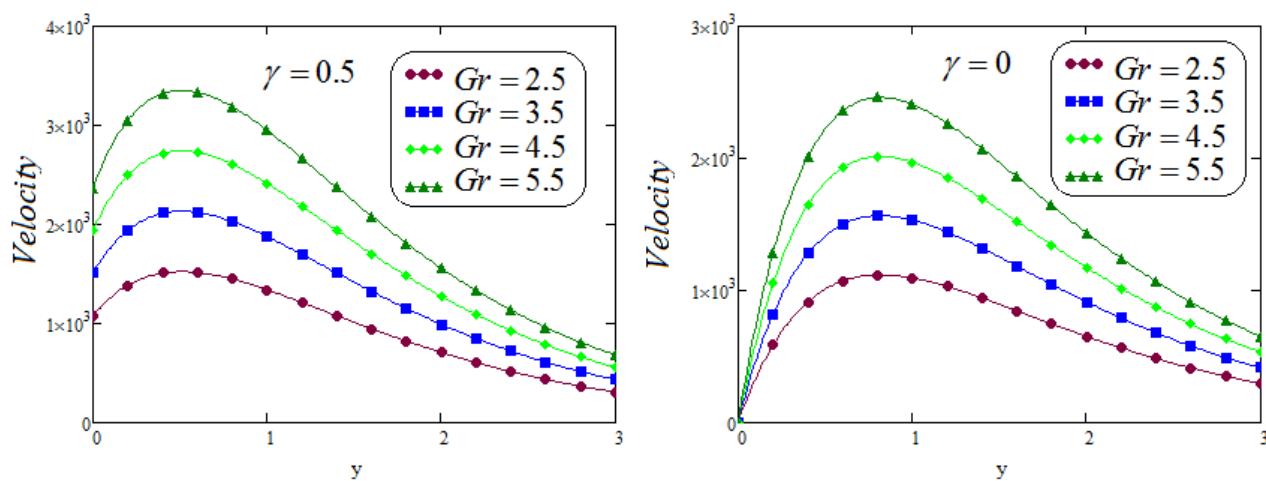 4×10³
3×10³
2×10³
1×10³
0
Velocity
γ = 0.5
Gr = 2.5
Gr = 3.5
Gr = 4.5
Gr = 5.5
0 1 2 3
y
3×10³
2×10³
1×10³
0
Velocity
γ = 0
Gr = 2.5
Gr = 3.5
Gr = 4.5
Gr = 5.5
0 1 2 3
y